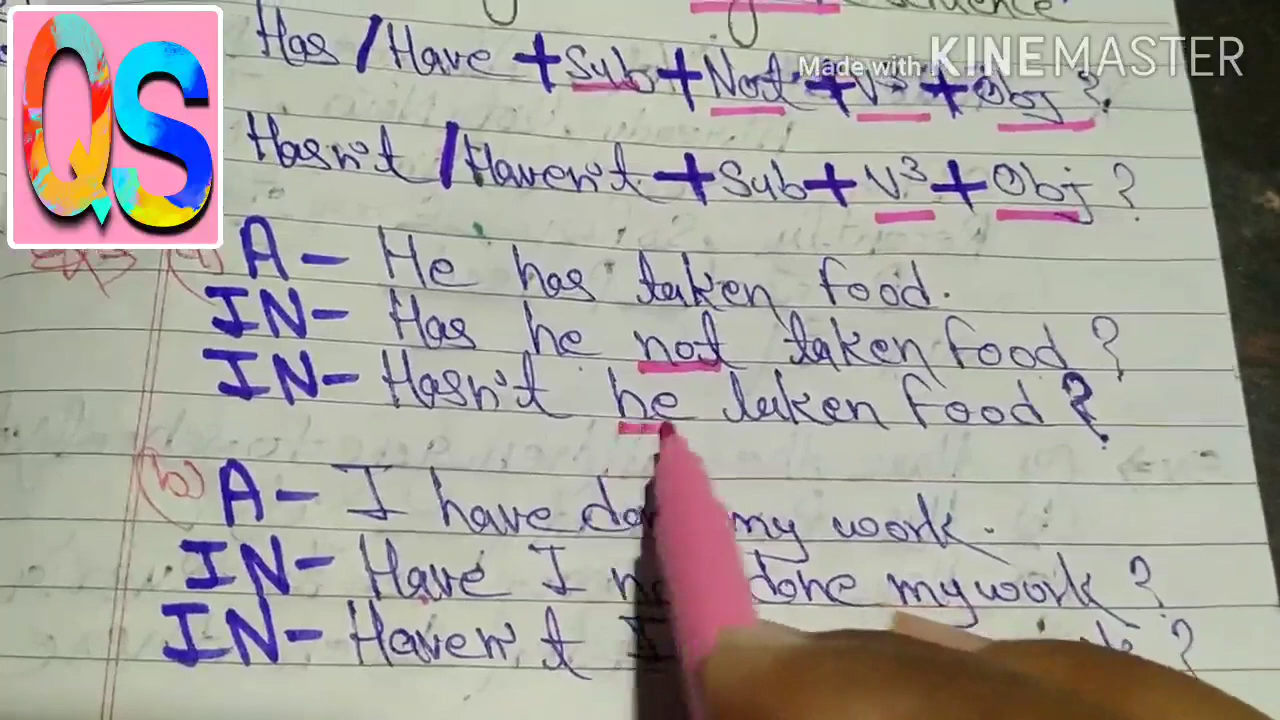 sentence
Has / Have + Sub + Not + V3 + Obj ?
Made with KINEMASTER
QS
Hasn't / Haven't + Sub + V3 + Obj ?
(a) A - He has taken food.
IN - Has he not taken food ?
IN - Hasn't he taken food ?
(b) A - I have my work.
IN - Have I done my work ?
IN - Haven't I ?